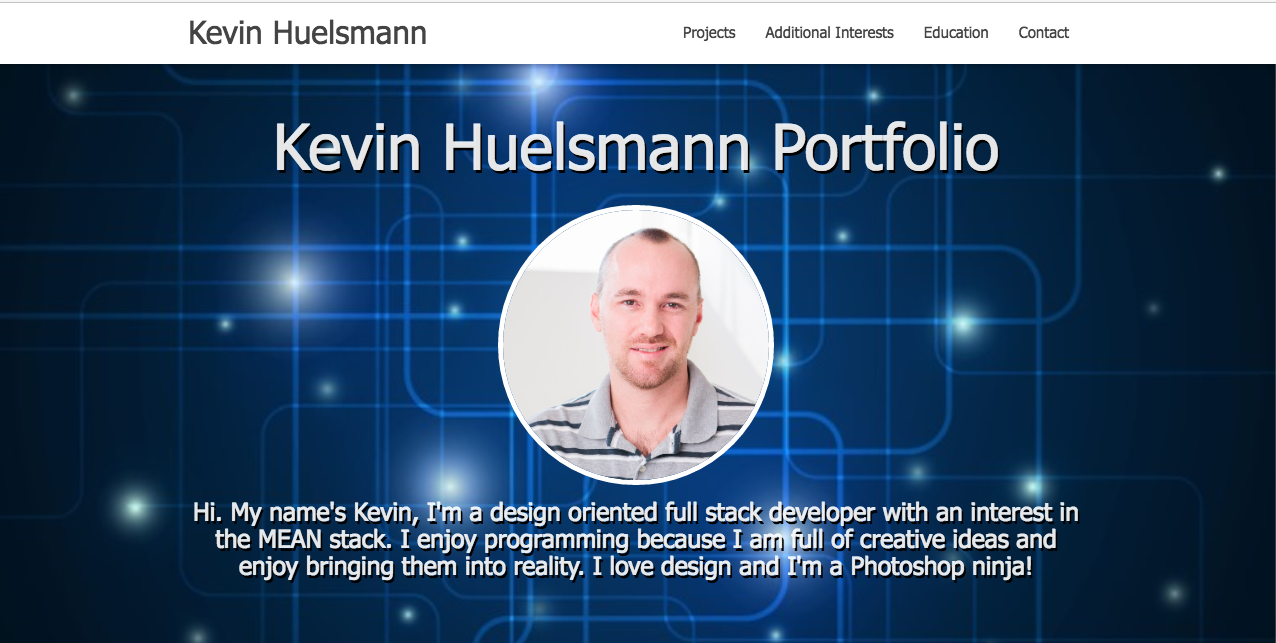 Kevin Huelsmann
Projects Additional Interests Education Contact
Kevin Huelsmann Portfolio
Hi. My name's Kevin, I'm a design oriented full stack developer with an interest in
the MEAN stack. I enjoy programming because I am full of creative ideas and
enjoy bringing them into reality. I love design and I'm a Photoshop ninja!